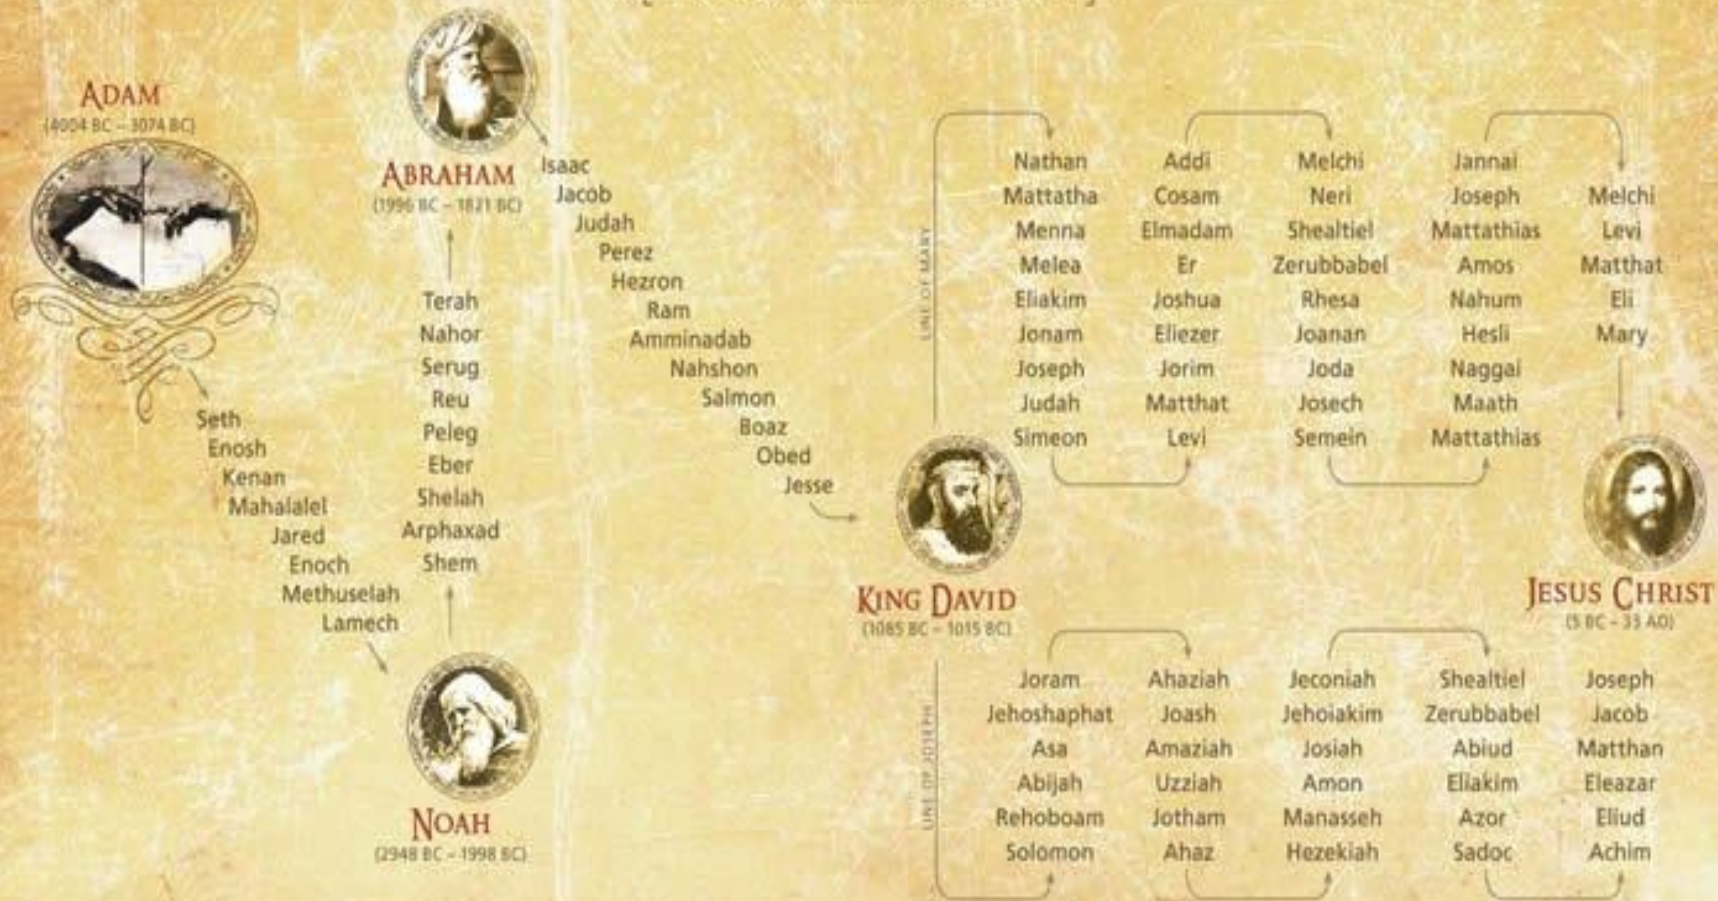 ADAM
(4004 BC – 3074 BC)
Seth
Enosh
Kenan
Mahalalel
Jared
Enoch
Methuselah
Lamech
NOAH
(2948 BC – 1998 BC)
Shem
Arphaxad
Shelah
Eber
Peleg
Reu
Serug
Nahor
Terah
ABRAHAM
(1996 BC – 1821 BC)
Isaac
Jacob
Judah
Perez
Hezron
Ram
Amminadab
Nahshon
Salmon
Boaz
Obed
Jesse
KING DAVID
(1085 BC – 1015 BC)
LINE OF MARY
Nathan
Mattatha
Menna
Melea
Eliakim
Jonam
Joseph
Judah
Simeon
Levi
Matthat
Jorim
Eliezer
Joshua
Er
Elmadam
Cosam
Addi
Melchi
Neri
Shealtiel
Zerubbabel
Rhesa
Joanan
Joda
Josech
Semein
Mattathias
Maath
Naggai
Hesli
Nahum
Amos
Mattathias
Joseph
Jannai
Melchi
Levi
Matthat
Eli
Mary
JESUS CHRIST
(5 BC – 33 AD)
LINE OF JOSEPH
Solomon
Rehoboam
Abijah
Asa
Jehoshaphat
Joram
Ahaziah
Joash
Amaziah
Uzziah
Jotham
Ahaz
Hezekiah
Manasseh
Amon
Josiah
Jehoiakim
Jeconiah
Shealtiel
Zerubbabel
Abiud
Eliakim
Azor
Sadoc
Achim
Eliud
Eleazar
Matthan
Jacob
Joseph